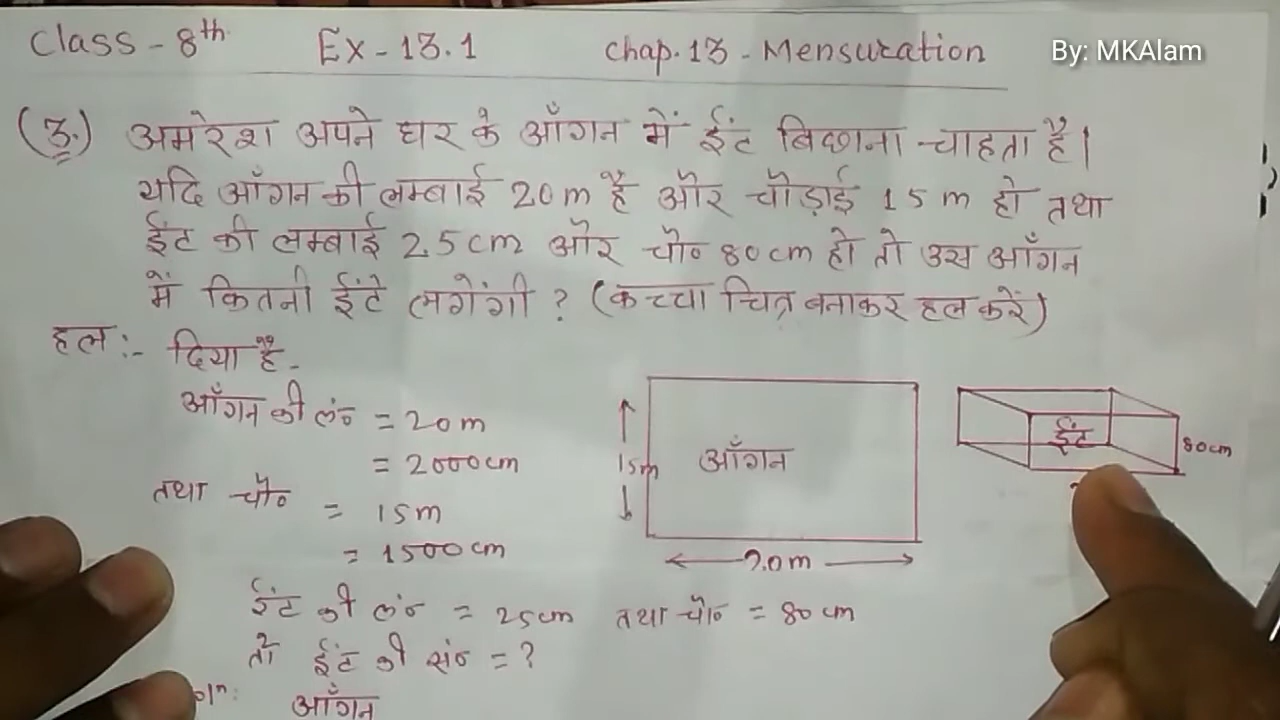 Class - 8th Ex - 13.1 Chap. 13 - Mensuration By: MKAlam
(3.) अमरेश अपने घर के आँगन में ईंट बिछाना चाहता है।
यदि आँगन की लम्बाई 20 m है और चौड़ाई 15 m हो तथा
ईंट की लम्बाई 25 cm और चौ० 80 cm हो तो उस आँगन
में कितनी ईंटे लगेंगी ? (कच्चा चित्र बनाकर हल करें)
हल :- दिया है -
आँगन की लं० = 20 m
= 2000 cm
तथा चौ० = 15 m
= 1500 cm
15m
आँगन
20 m
ईंट
80 cm
ईंट की लं० = 25 cm तथा चौ० = 80 cm
तो ईंट की सं० = ?
आँगन